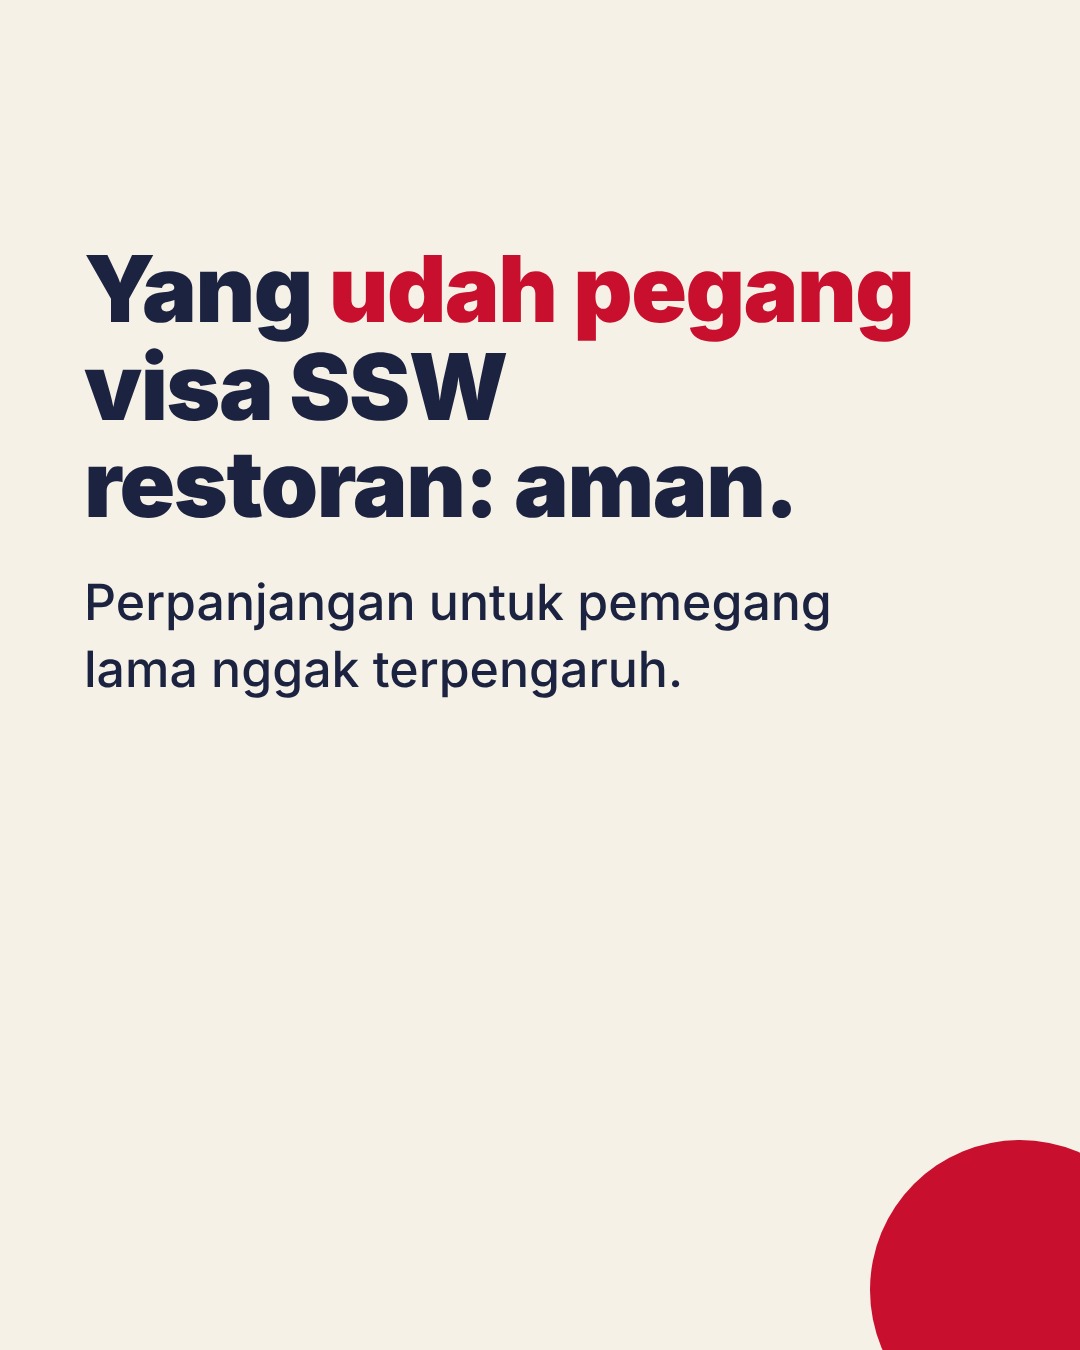 Yang udah pegang
visa SSW
restoran: aman.
Perpanjangan untuk pemegang
lama nggak terpengaruh.